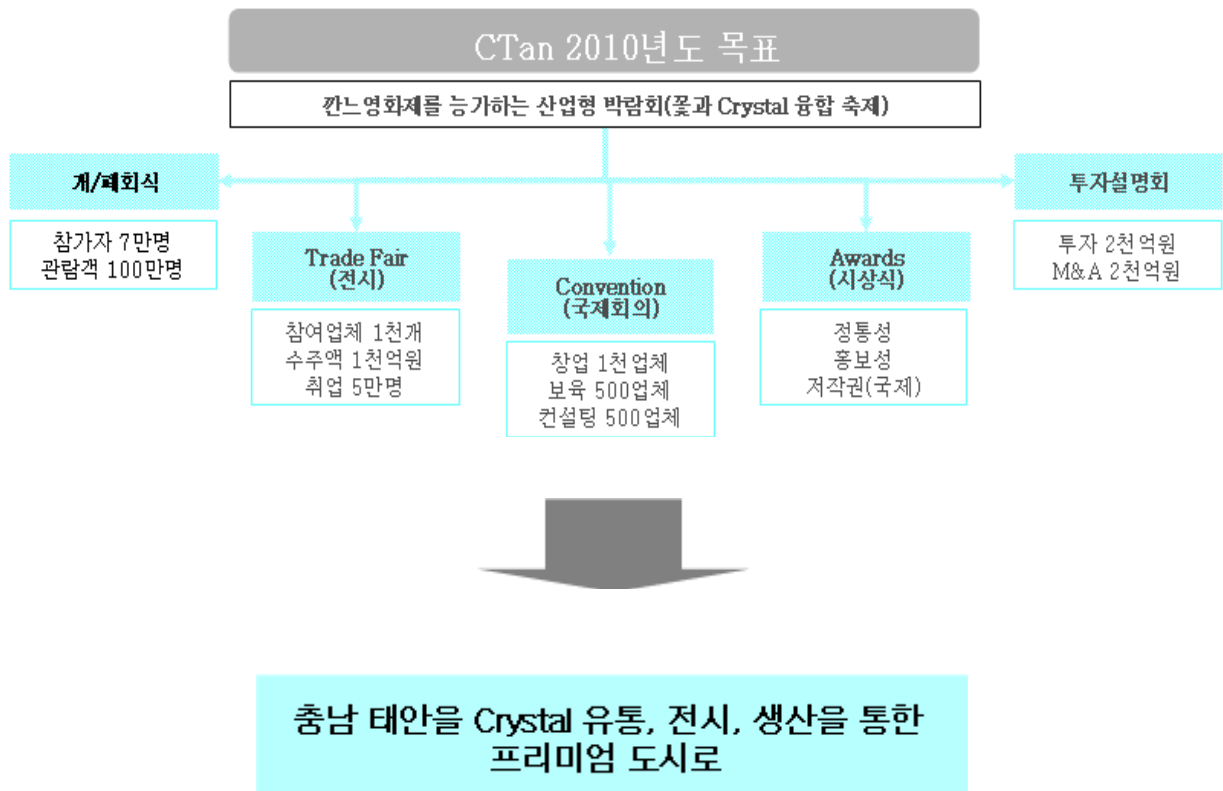 CTan 2010년도 목표
깐느영화제를 능가하는 산업형 박람회(꽃과 Crystal 융합 축제)
개/폐회식
참가자 7만명
관람객 100만명
Trade Fair
(전시)
참여업체 1천개
수주액 1천억원
취업 5만명
Convention
(국제회의)
창업 1천업체
보육 500업체
컨설팅 500업체
Awards
(시상식)
정통성
홍보성
저작권(국제)
투자설명회
투자 2천억원
M&A 2천억원
충남 태안을 Crystal 유통, 전시, 생산을 통한
프리미엄 도시로